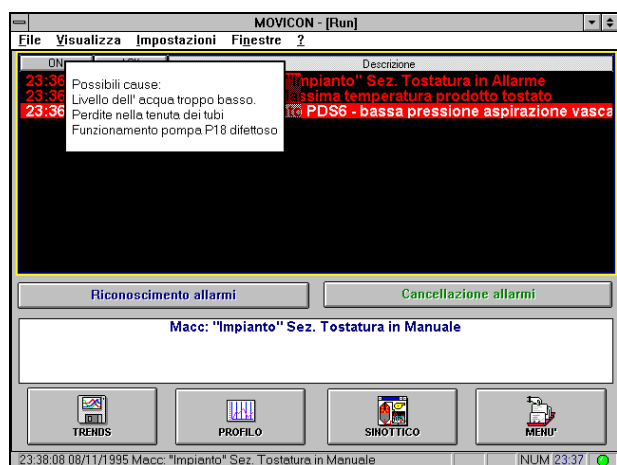 MOVICON - [Run]
File Visualizza Impostazioni Finestre ?
ON Descrizione
23:36 Impianto" Sez. Tostatura in Allarme
23:36 ssima temperatura prodotto tostato
23:36 PDS6 - bassa pressione aspirazione vasca
Possibili cause:
Livello dell' acqua troppo basso.
Perdite nella tenuta dei tubi
Funzionamento pompa P18 difettoso
Riconoscimento allarmi Cancellazione allarmi
Macc: "Impianto" Sez. Tostatura in Manuale
TRENDS PROFILO SINOTTICO MENU'
23:38:08 08/11/1995 Macc: "Impianto" Sez. Tostatura in Manuale NUM 23:37